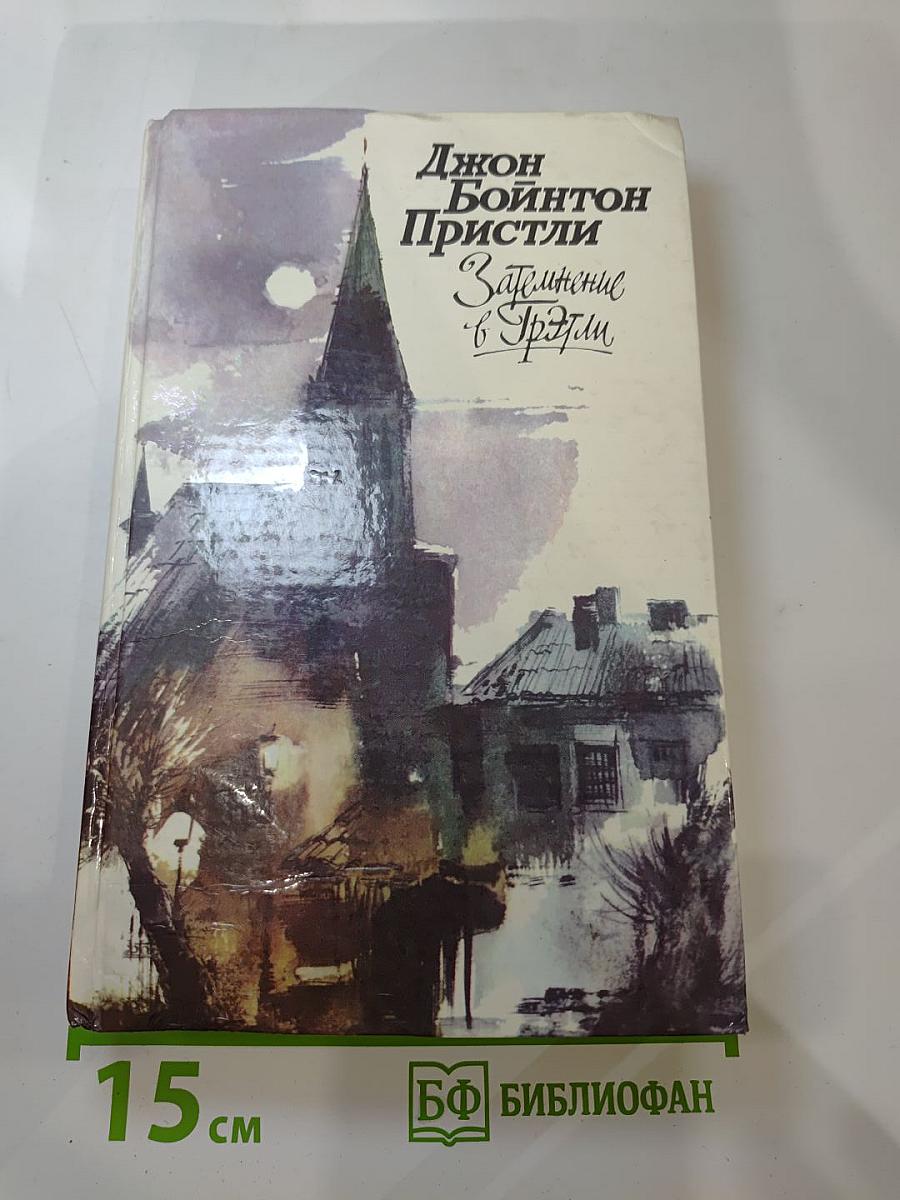 Джон
Бойнтон
Пристли
Затемнение
в Грэтли
15 см
БФ БИБЛИОФАН